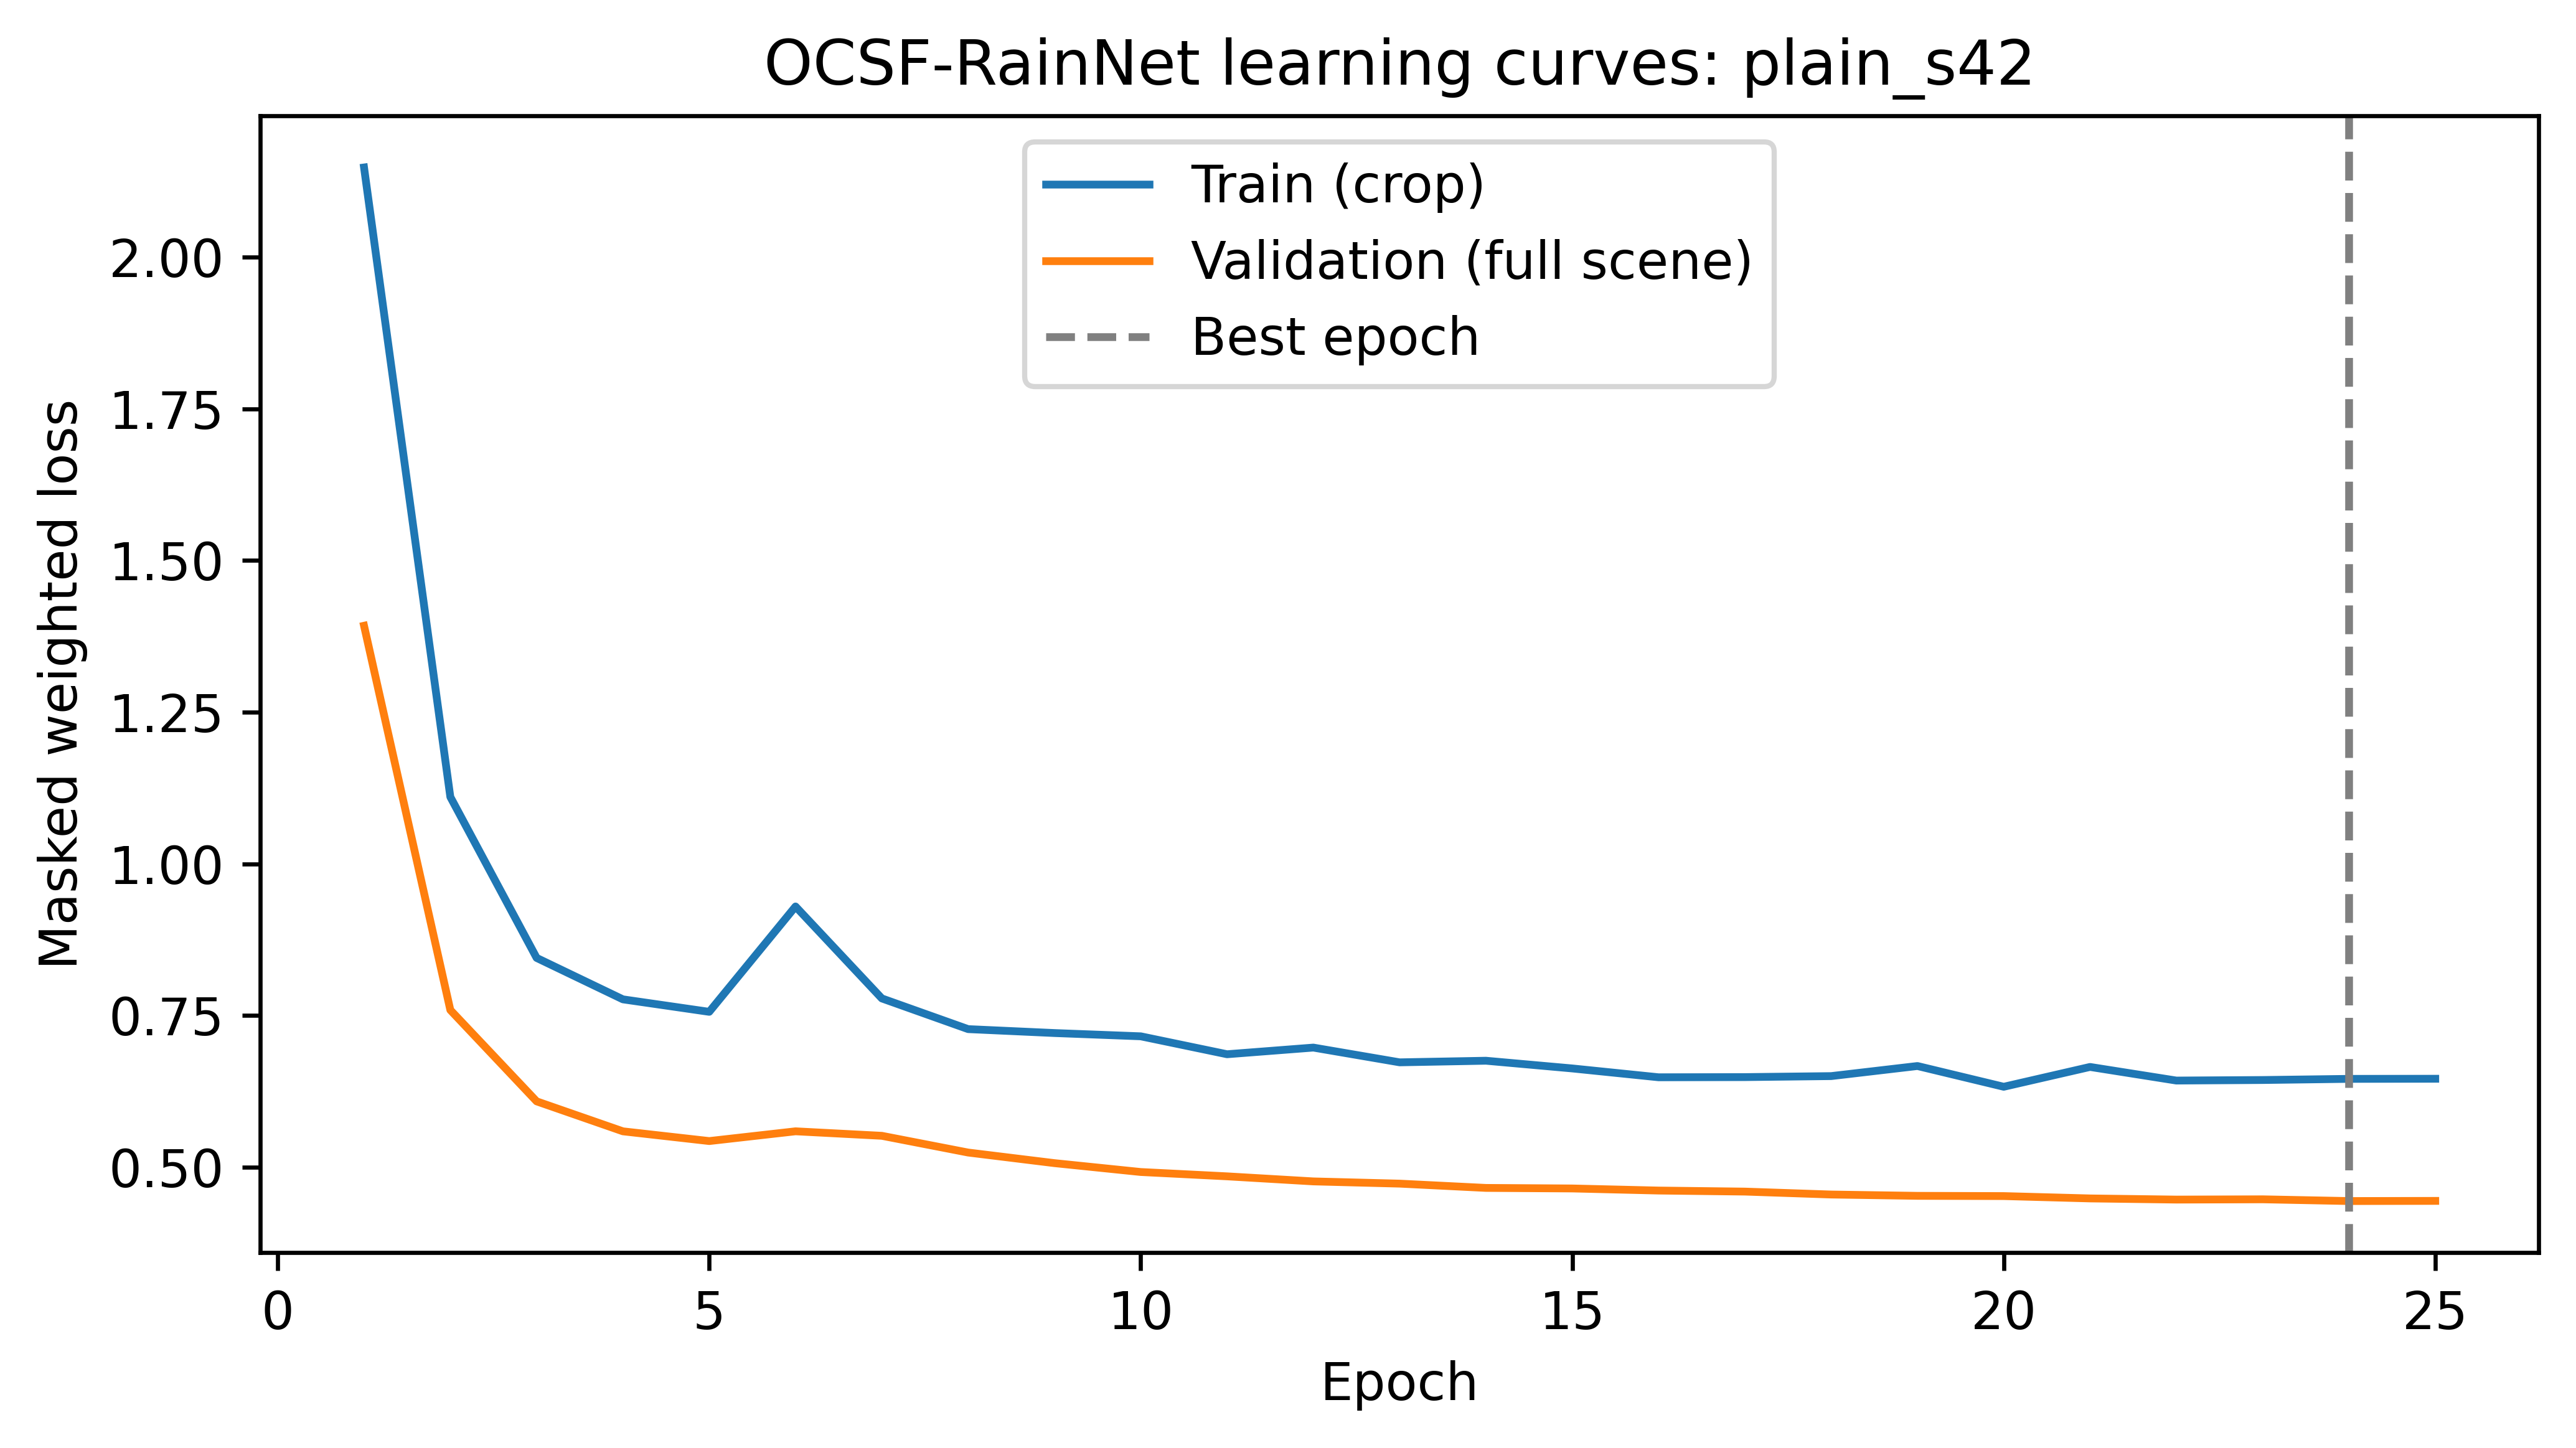 OCSF-RainNet learning curves: plain_s42
Train (crop)
Validation (full scene)
Best epoch
Masked weighted loss
2.00
1.75
1.50
1.25
1.00
0.75
0.50
0 5 10 15 20 25
Epoch